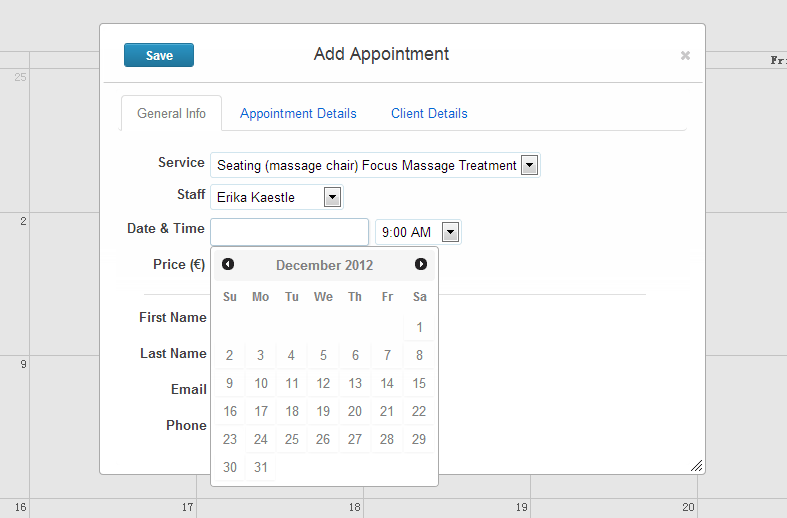 Save
Add Appointment
×
Fri
25
General Info Appointment Details Client Details
Service Seating (massage chair) Focus Massage Treatment
Staff Erika Kaestle
2
Date & Time 9:00 AM
Price (€)
December 2012
Su Mo Tu We Th Fr Sa
1
First Name
2 3 4 5 6 7 8
Last Name
9
9 10 11 12 13 14 15
Email
16 17 18 19 20 21 22
Phone
23 24 25 26 27 28 29
30 31
16 17 18 19 20